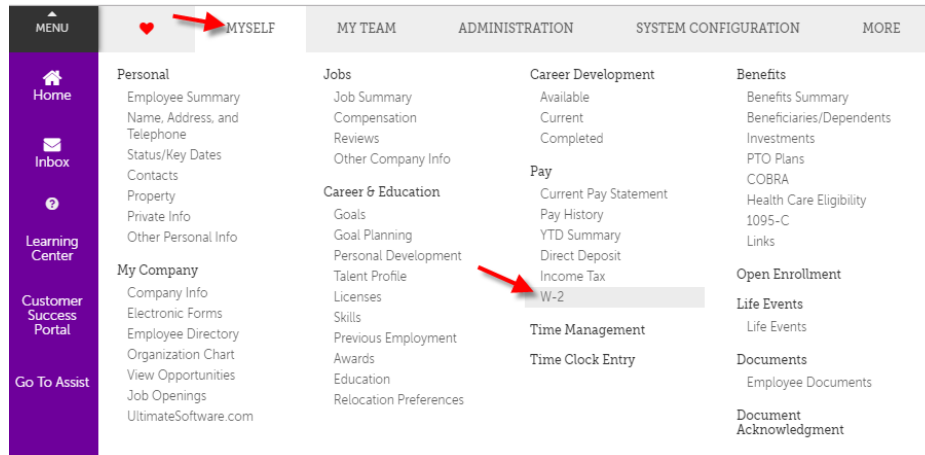 MENU
MYSELF
MY TEAM
ADMINISTRATION
SYSTEM CONFIGURATION
MORE
Home
Inbox
?
Learning
Center
Customer
Success
Portal
Go To Assist
Personal
Employee Summary
Name, Address, and
Telephone
Status/Key Dates
Contacts
Property
Private Info
Other Personal Info
My Company
Company Info
Electronic Forms
Employee Directory
Organization Chart
View Opportunities
Job Openings
UltimateSoftware.com
Jobs
Job Summary
Compensation
Reviews
Other Company Info
Career & Education
Goals
Goal Planning
Personal Development
Talent Profile
Licenses
Skills
Previous Employment
Awards
Education
Relocation Preferences
Career Development
Available
Current
Completed
Pay
Current Pay Statement
Pay History
YTD Summary
Direct Deposit
Income Tax
W-2
Time Management
Time Clock Entry
Benefits
Benefits Summary
Beneficiaries/Dependents
Investments
PTO Plans
COBRA
Health Care Eligibility
1095-C
Links
Open Enrollment
Life Events
Life Events
Documents
Employee Documents
Document
Acknowledgment